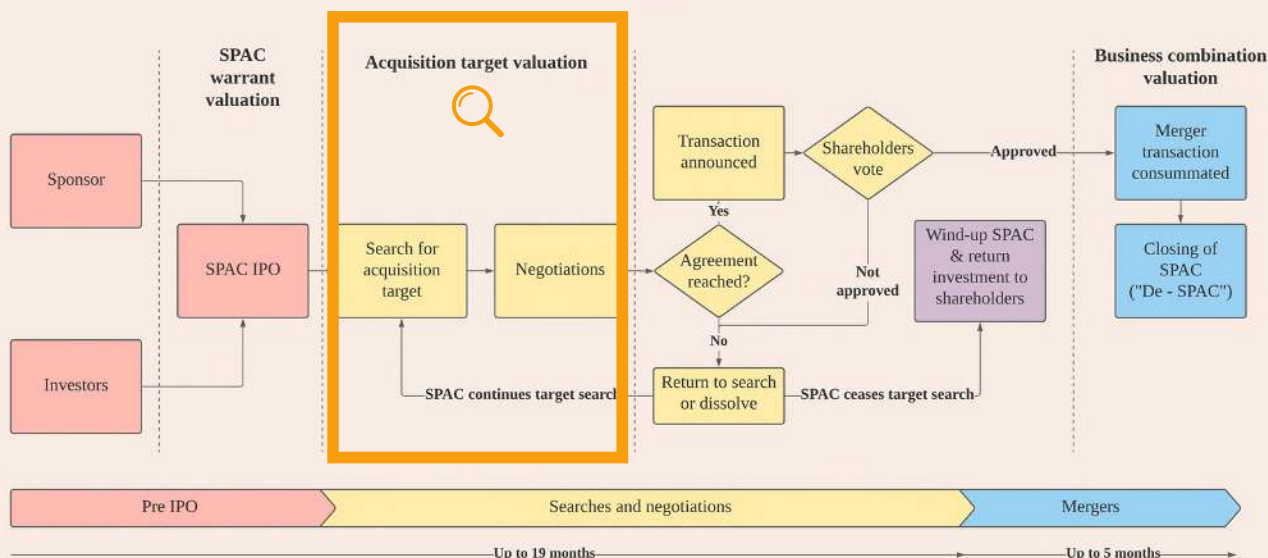 SPAC
warrant
valuation
Acquisition target valuation
Business combination
valuation
Sponsor
Investors
SPAC IPO
Search for
acquisition
target
Negotiations
Transaction
announced
Shareholders
vote
Approved
Merger
transaction
consummated
Yes
Agreement
reached?
Not
approved
Wind-up SPAC
& return
investment to
shareholders
Closing of
SPAC
("De - SPAC")
No
SPAC continues target search
Return to search
or dissolve
SPAC ceases target search
Pre IPO
Searches and negotiations
Mergers
Up to 19 months
Up to 5 months